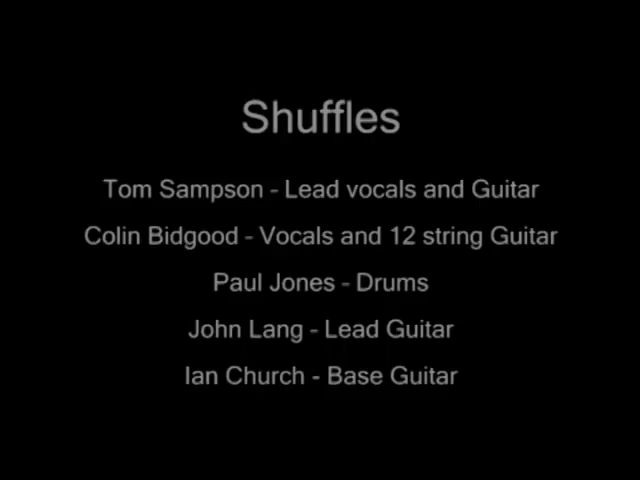 Shuffles
Tom Sampson - Lead vocals and Guitar
Colin Bidgood - Vocals and 12 string Guitar
Paul Jones - Drums
John Lang - Lead Guitar
Ian Church - Base Guitar